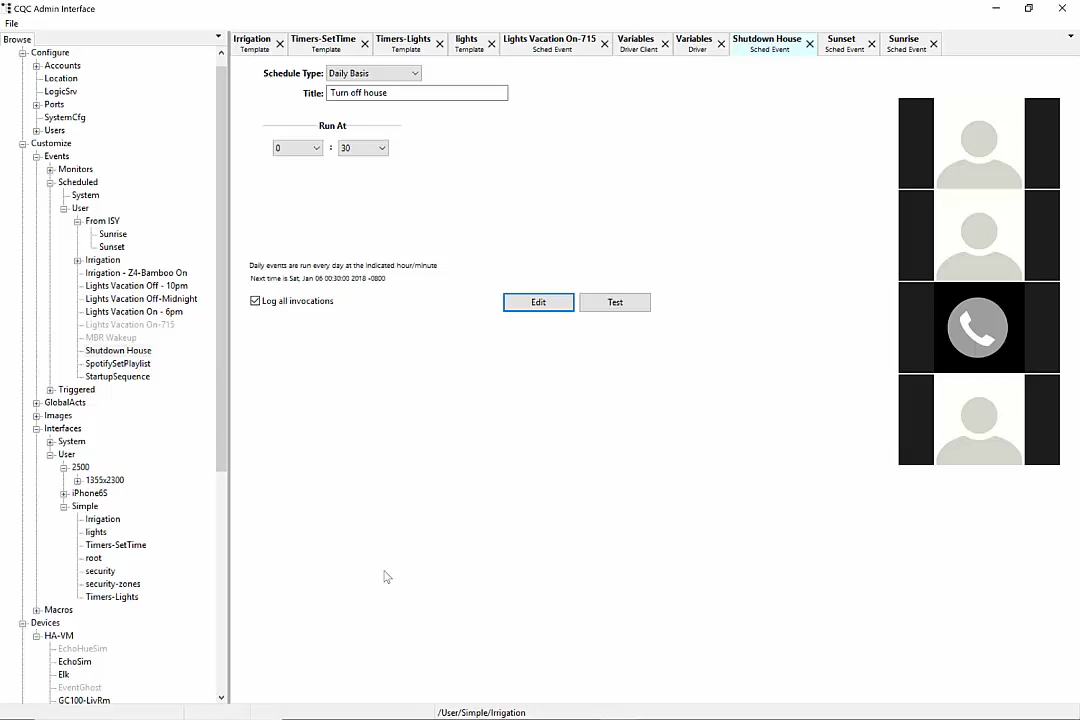 CQC Admin Interface
File
Browse
Configure
Accounts
Location
LogicSrv
Ports
SystemCfg
Users
Customize
Events
Monitors
Scheduled
System
User
From ISY
Sunrise
Sunset
Irrigation
Irrigation - Z4-Bamboo On
Lights Vacation Off - 10pm
Lights Vacation Off-Midnight
Lights Vacation On - 6pm
Lights Vacation On-715
MBR Wakeup
Shutdown House
SpotifySetPlaylist
StartupSequence
Triggered
GlobalActs
Images
Interfaces
System
User
2500
1355x2300
iPhone6S
Simple
Irrigation
lights
Timers-SetTime
root
security
security-zones
Timers-Lights
Macros
Devices
HA-VM
EchoHueSim
EchoSim
Elk
EventGhost
GC100-LivRm
Irrigation
Template
Timers-SetTime
Template
Timers-Lights
Template
lights
Template
Lights Vacation On-715
Sched Event
Variables
Driver Client
Variables
Driver
Shutdown House
Sched Event
Sunset
Sched Event
Sunrise
Sched Event
Schedule Type: Daily Basis
Title: Turn off house
Run At
0 : 30
Daily events are run every day at the indicated hour/minute
Next time is Sat, Jan 06 00:30:00 2018 -0800
Log all invocations
Edit
Test
/User/Simple/Irrigation